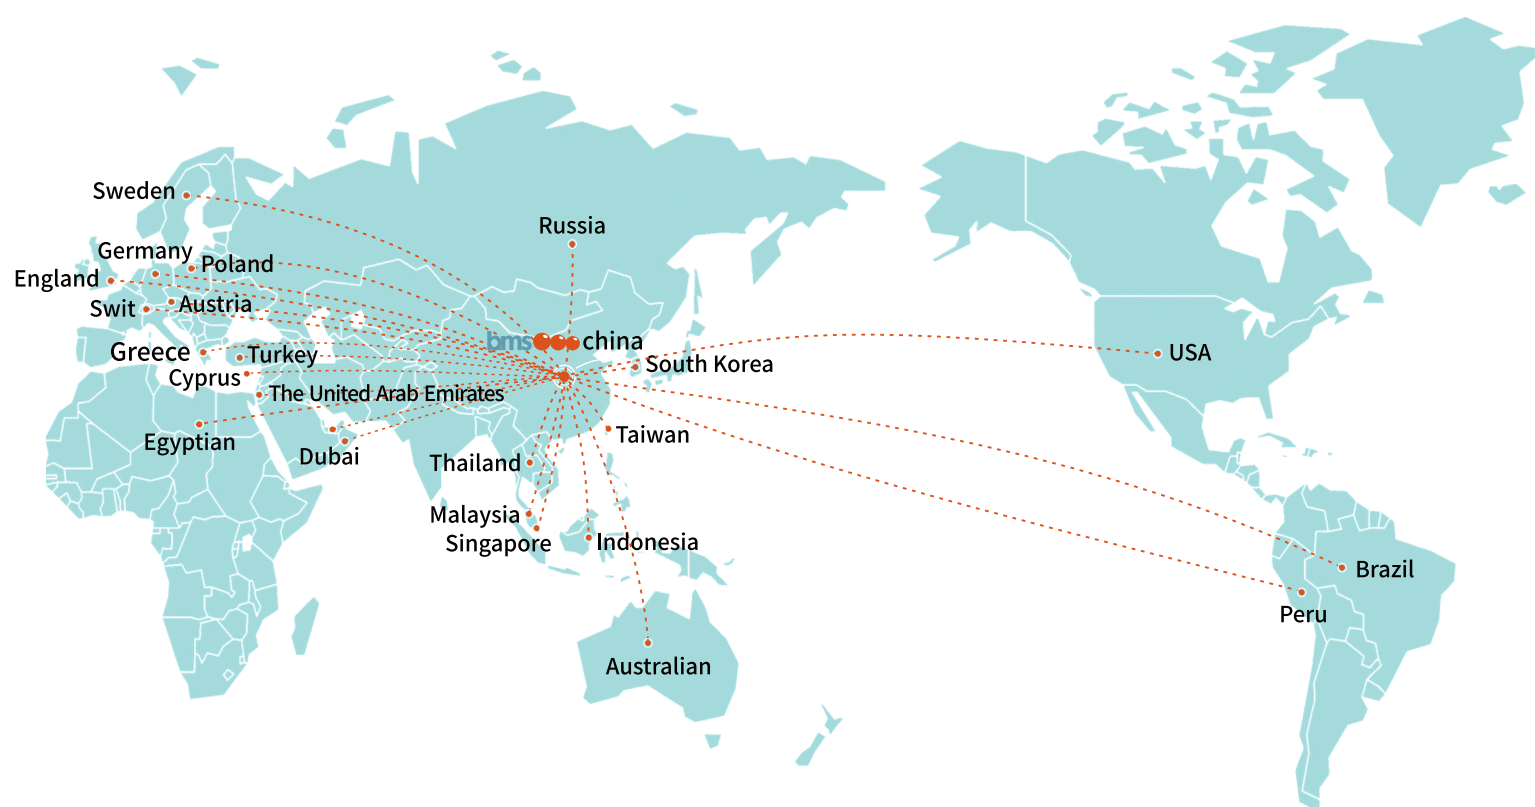 Sweden
Russia
Germany
Poland
England
Austria
Swit
bms
china
Greece
Turkey
USA
South Korea
Cyprus
The United Arab Emirates
Egyptian
Taiwan
Dubai
Thailand
Malaysia
Singapore
Indonesia
Brazil
Peru
Australian